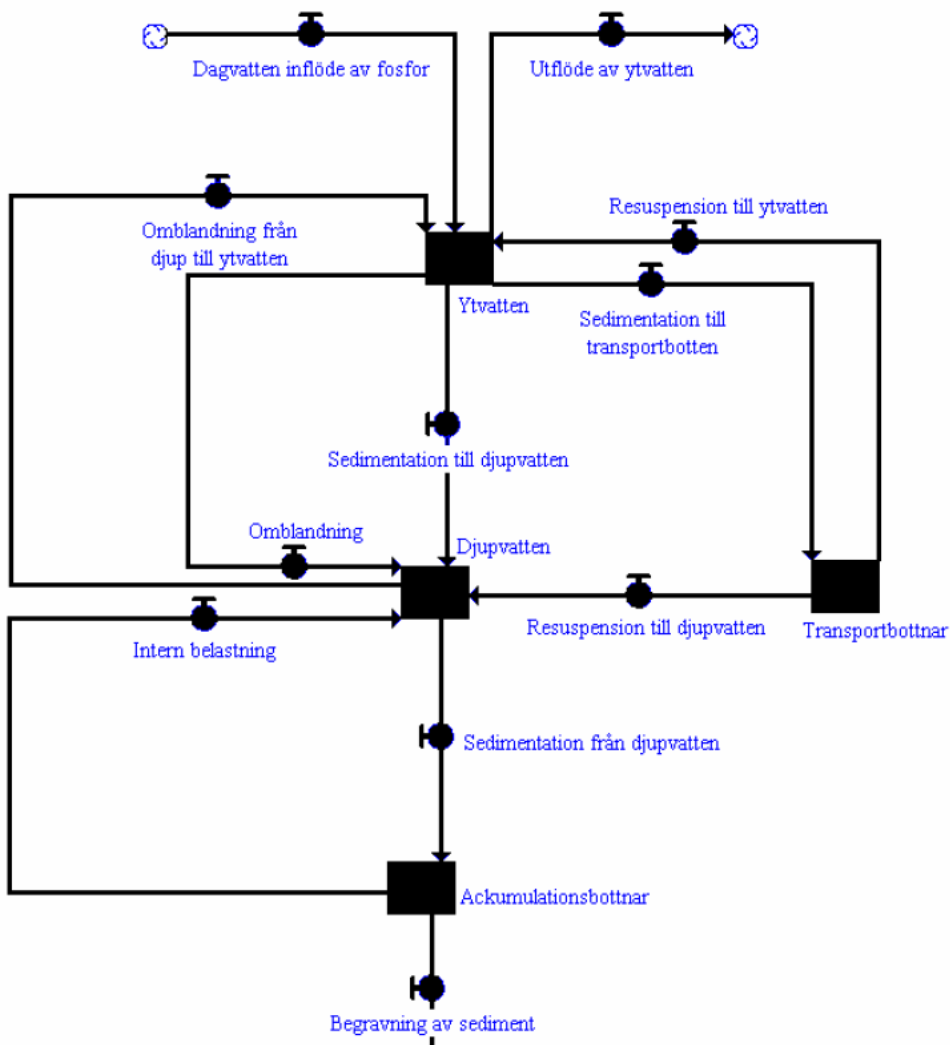 Dagvatten inflöde av fosfor
Utflöde av ytvatten
Omblandning från
djup till ytvatten
Resuspension till ytvatten
Ytvatten
Sedimentation till
transportbotten
Sedimentation till djupvatten
Omblandning
Djupvatten
Intern belastning
Resuspension till djupvatten
Transportbottnar
Sedimentation från djupvatten
Ackumulationsbottnar
Begravning av sediment